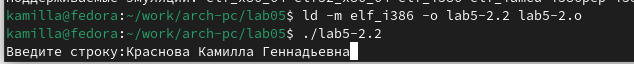 kamilla@fedora:~/work/arch-pc/lab05$ ld -m elf_i386 -o lab5-2.2 lab5-2.o
kamilla@fedora:~/work/arch-pc/lab05$ ./lab5-2.2
Введите строку:Краснова Камилла Геннадьевна